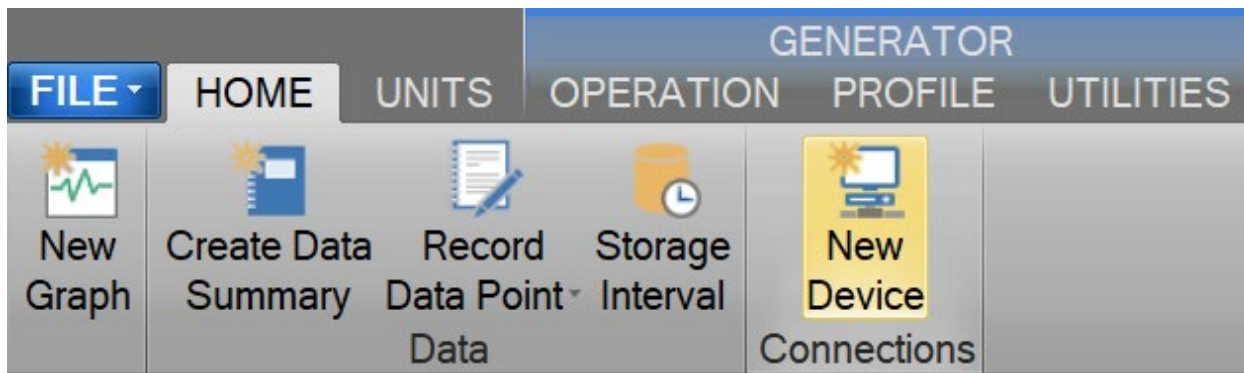 GENERATOR
FILE HOME UNITS OPERATION PROFILE UTILITIES
New Graph
Create Data Summary
Record Data Point
Storage Interval
New Device
Data
Connections